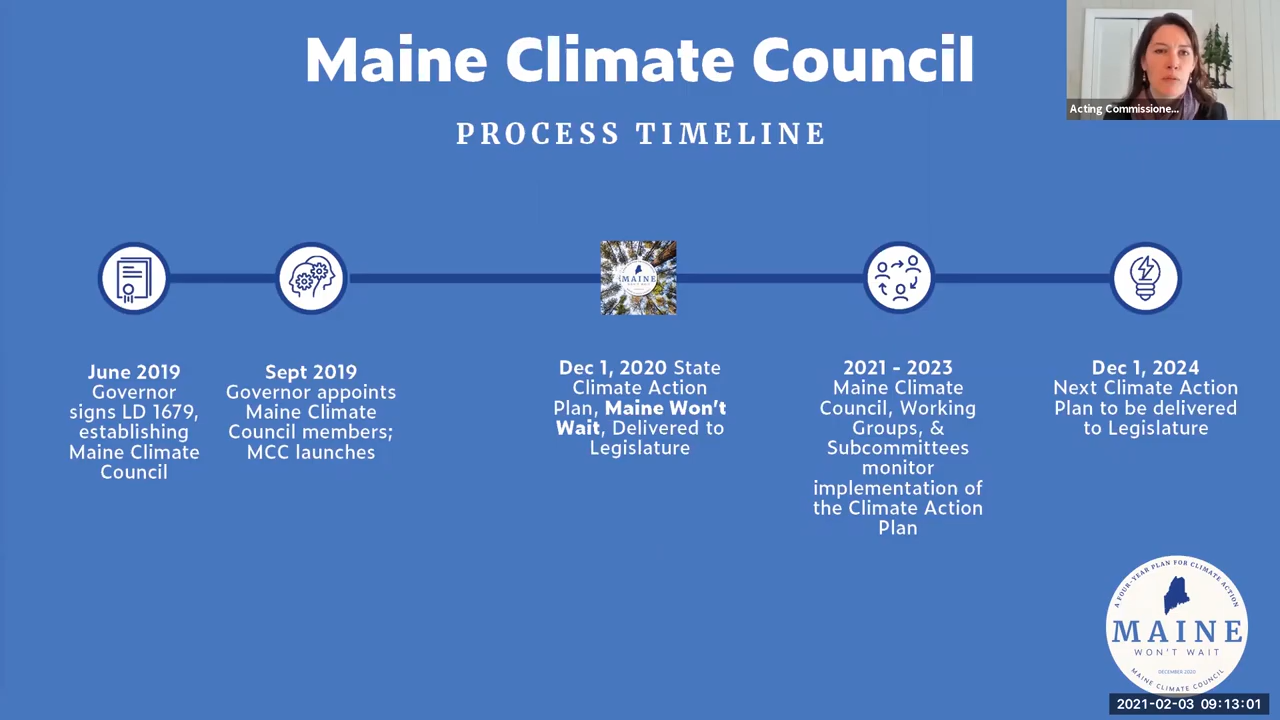 Maine Climate Council
PROCESS TIMELINE
Acting Commissione...
June 2019
Governor
signs LD 1679,
establishing
Maine Climate
Council
Sept 2019
Governor appoints
Maine Climate
Council members;
MCC launches
MAINE
WON'T WAIT
Dec 1, 2020 State
Climate Action
Plan, Maine Won't
Wait, Delivered to
Legislature
2021 - 2023
Maine Climate
Council, Working
Groups, &
Subcommittees
monitor
implementation of
the Climate Action
Plan
Dec 1, 2024
Next Climate Action
Plan to be delivered
to Legislature
A FOUR-YEAR PLAN FOR CLIMATE ACTION
MAINE
WON'T WAIT
DECEMBER 2020
MAINE CLIMATE COUNCIL
2021-02-03 09:13:01